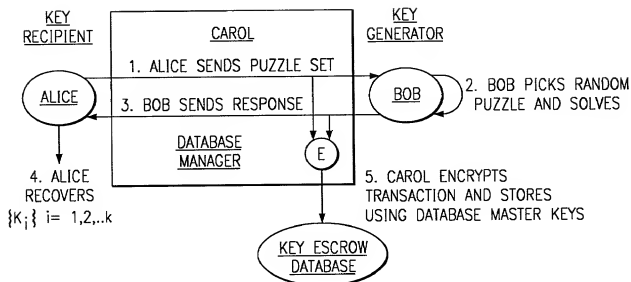 KEY
RECIPIENT
CAROL
KEY
GENERATOR
1. ALICE SENDS PUZZLE SET
ALICE
BOB
2. BOB PICKS RANDOM
PUZZLE AND SOLVES
3. BOB SENDS RESPONSE
DATABASE
MANAGER
E
4. ALICE
RECOVERS
{K_i} i= 1,2,..k
5. CAROL ENCRYPTS
TRANSACTION AND STORES
USING DATABASE MASTER KEYS
KEY ESCROW
DATABASE